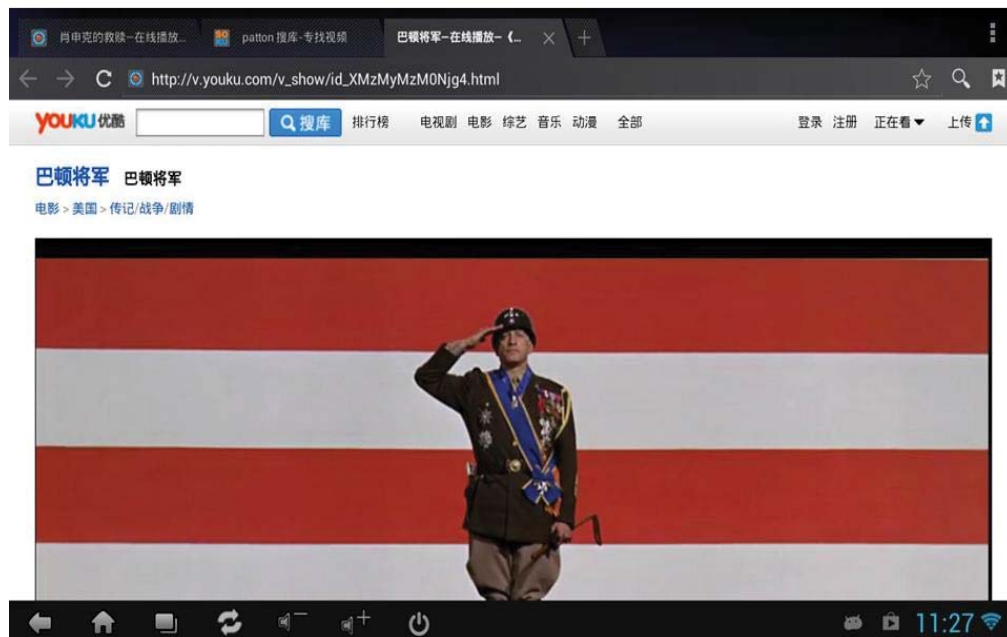 肖申克的救赎–在线播放...
patton 搜库-专找视频
巴顿将军–在线播放–《...
http://v.youku.com/v_show/id_XMzMyMzM0Njg4.html
YOUKU 优酷
搜库
排行榜 电视剧 电影 综艺 音乐 动漫 全部
登录 注册 正在看▼ 上传
巴顿将军 巴顿将军
电影 > 美国 > 传记/战争/剧情
11:27